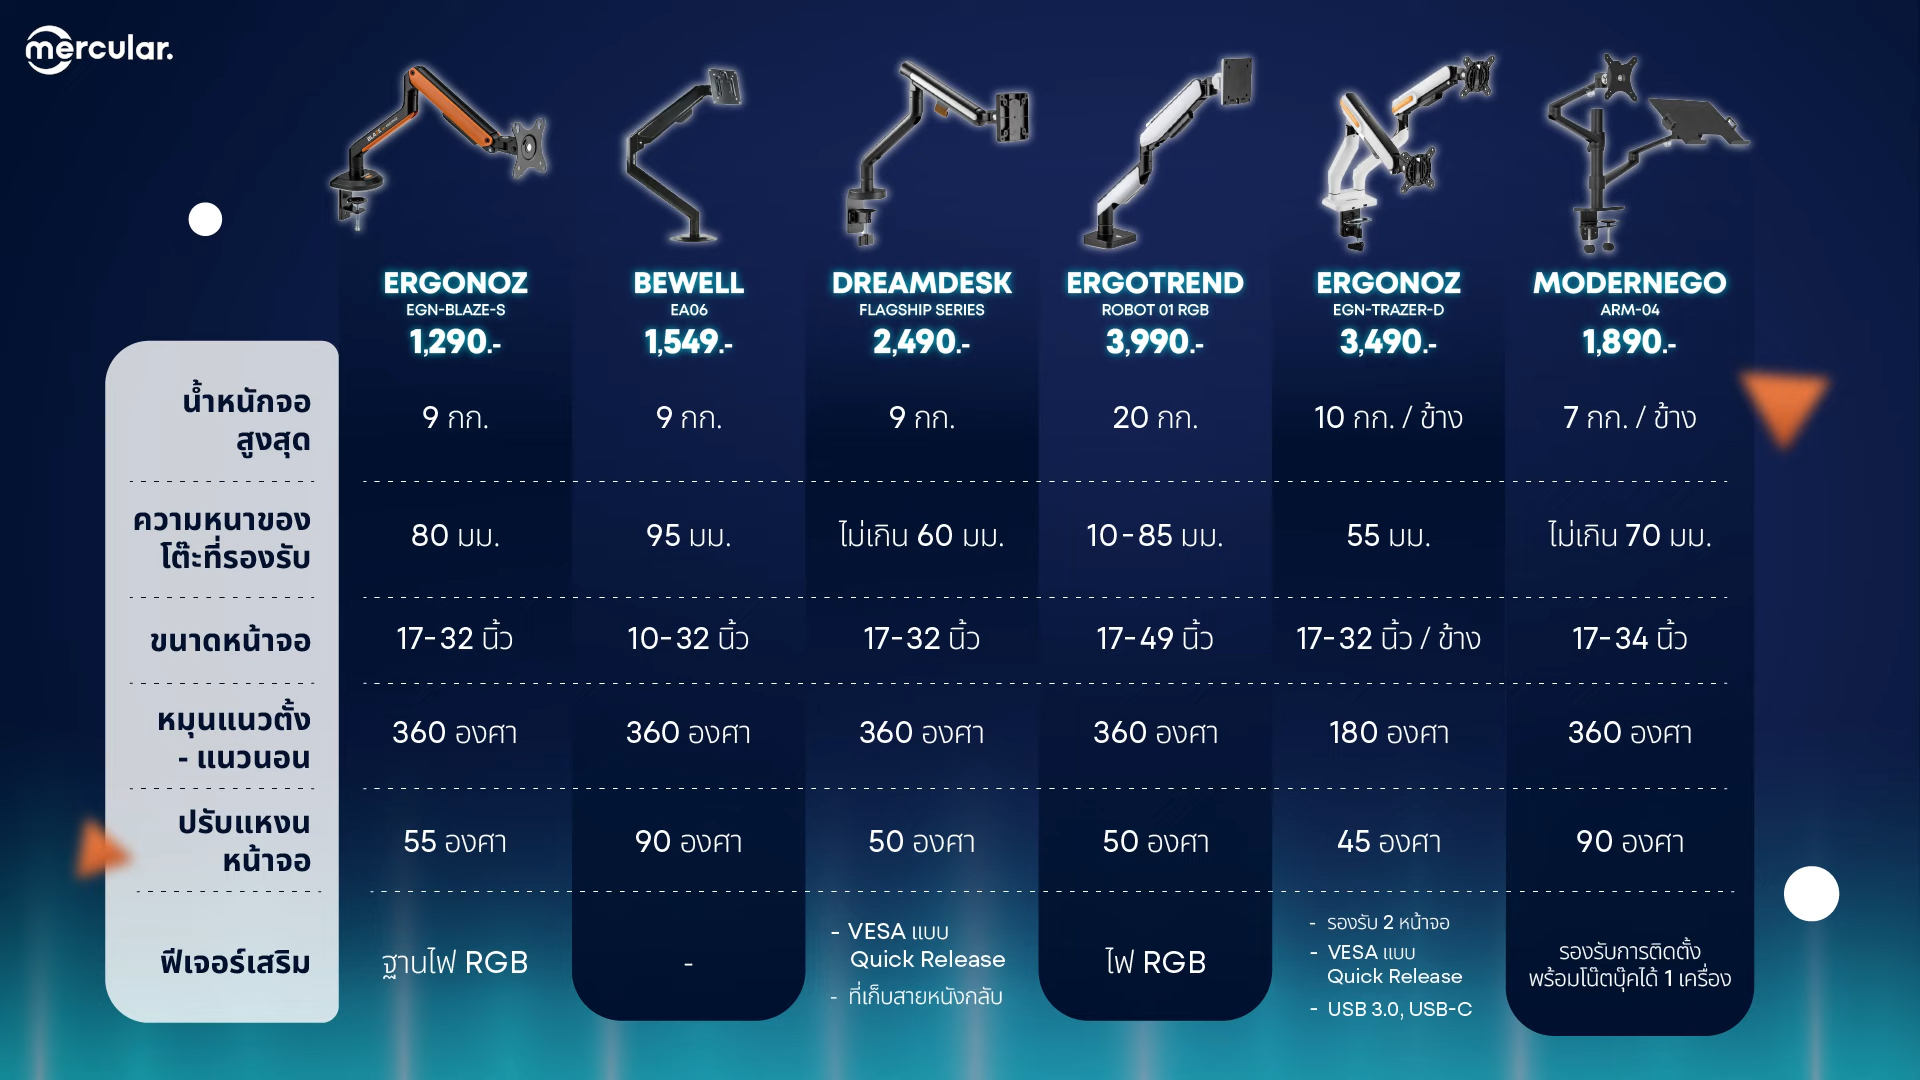 mercular.
ERGONOZ
EGN-BLAZE-S
1,290.-
BEWELL
EA06
1,549.-
DREAMDESK
FLAGSHIP SERIES
2,490.-
ERGOTREND
ROBOT 01 RGB
3,990.-
ERGONOZ
EGN-TRAZER-D
3,490.-
MODERNEGO
ARM-04
1,890.-
น้ำหนักจอ
สูงสุด
9 กก.
9 กก.
9 กก.
20 กก.
10 กก. / ข้าง
7 กก. / ข้าง
ความหนาของ
โต๊ะที่รองรับ
80 มม.
95 มม.
ไม่เกิน 60 มม.
10-85 มม.
55 มม.
ไม่เกิน 70 มม.
ขนาดหน้าจอ
17-32 นิ้ว
10-32 นิ้ว
17-32 นิ้ว
17-49 นิ้ว
17-32 นิ้ว / ข้าง
17-34 นิ้ว
หมุนแนวตั้ง
- แนวนอน
360 องศา
360 องศา
360 องศา
360 องศา
180 องศา
360 องศา
ปรับแหงน
หน้าจอ
55 องศา
90 องศา
50 องศา
50 องศา
45 องศา
90 องศา
ฟีเจอร์เสริม
ฐานไฟ RGB
-
- VESA แบบ
Quick Release
- ที่เก็บสายหนังกลับ
ไฟ RGB
- รองรับ 2 หน้าจอ
- VESA แบบ
Quick Release
- USB 3.0, USB-C
รองรับการติดตั้ง
พร้อมโน๊ตบุ๊คได้ 1 เครื่อง